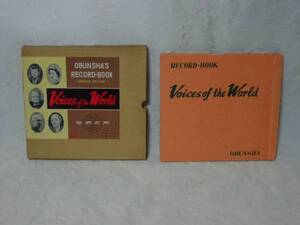 OBUNSHA'S
RECORD-BOOK
Voices of the World
RECORD-BOOK
Voices of the World
OBUNSHA